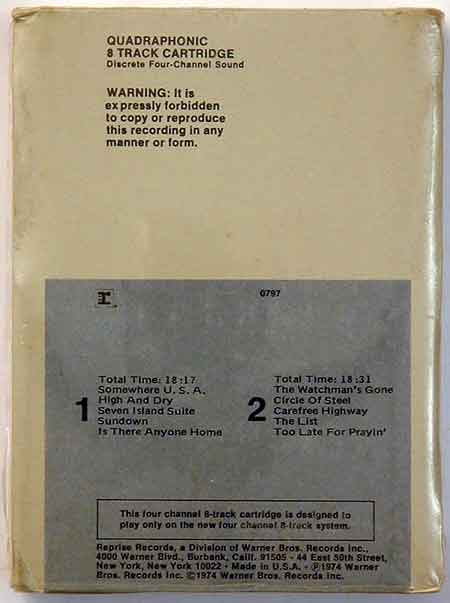 QUADRAPHONIC
8 TRACK CARTRIDGE
Discrete Four-Channel Sound
WARNING: It is
expressly forbidden
to copy or reproduce
this recording in any
manner or form.
r
0797
1
Total Time: 18:17
Somewhere U. S. A.
High And Dry
Seven Island Suite
Sundown
Is There Anyone Home
2
Total Time: 18:31
The Watchman's Gone
Circle Of Steel
Carefree Highway
The List
Too Late For Prayin'
This four channel 8-track cartridge is designed to
play only on the new four channel 8-track system.
Reprise Records, a Division of Warner Bros. Records Inc.,
4000 Warner Blvd., Burbank, Calif. 91505 - 44 East 50th Street,
New York, New York 10022 • Made in U.S.A. - ℗1974 Warner
Bros. Records Inc. ©1974 Warner Bros. Records Inc.